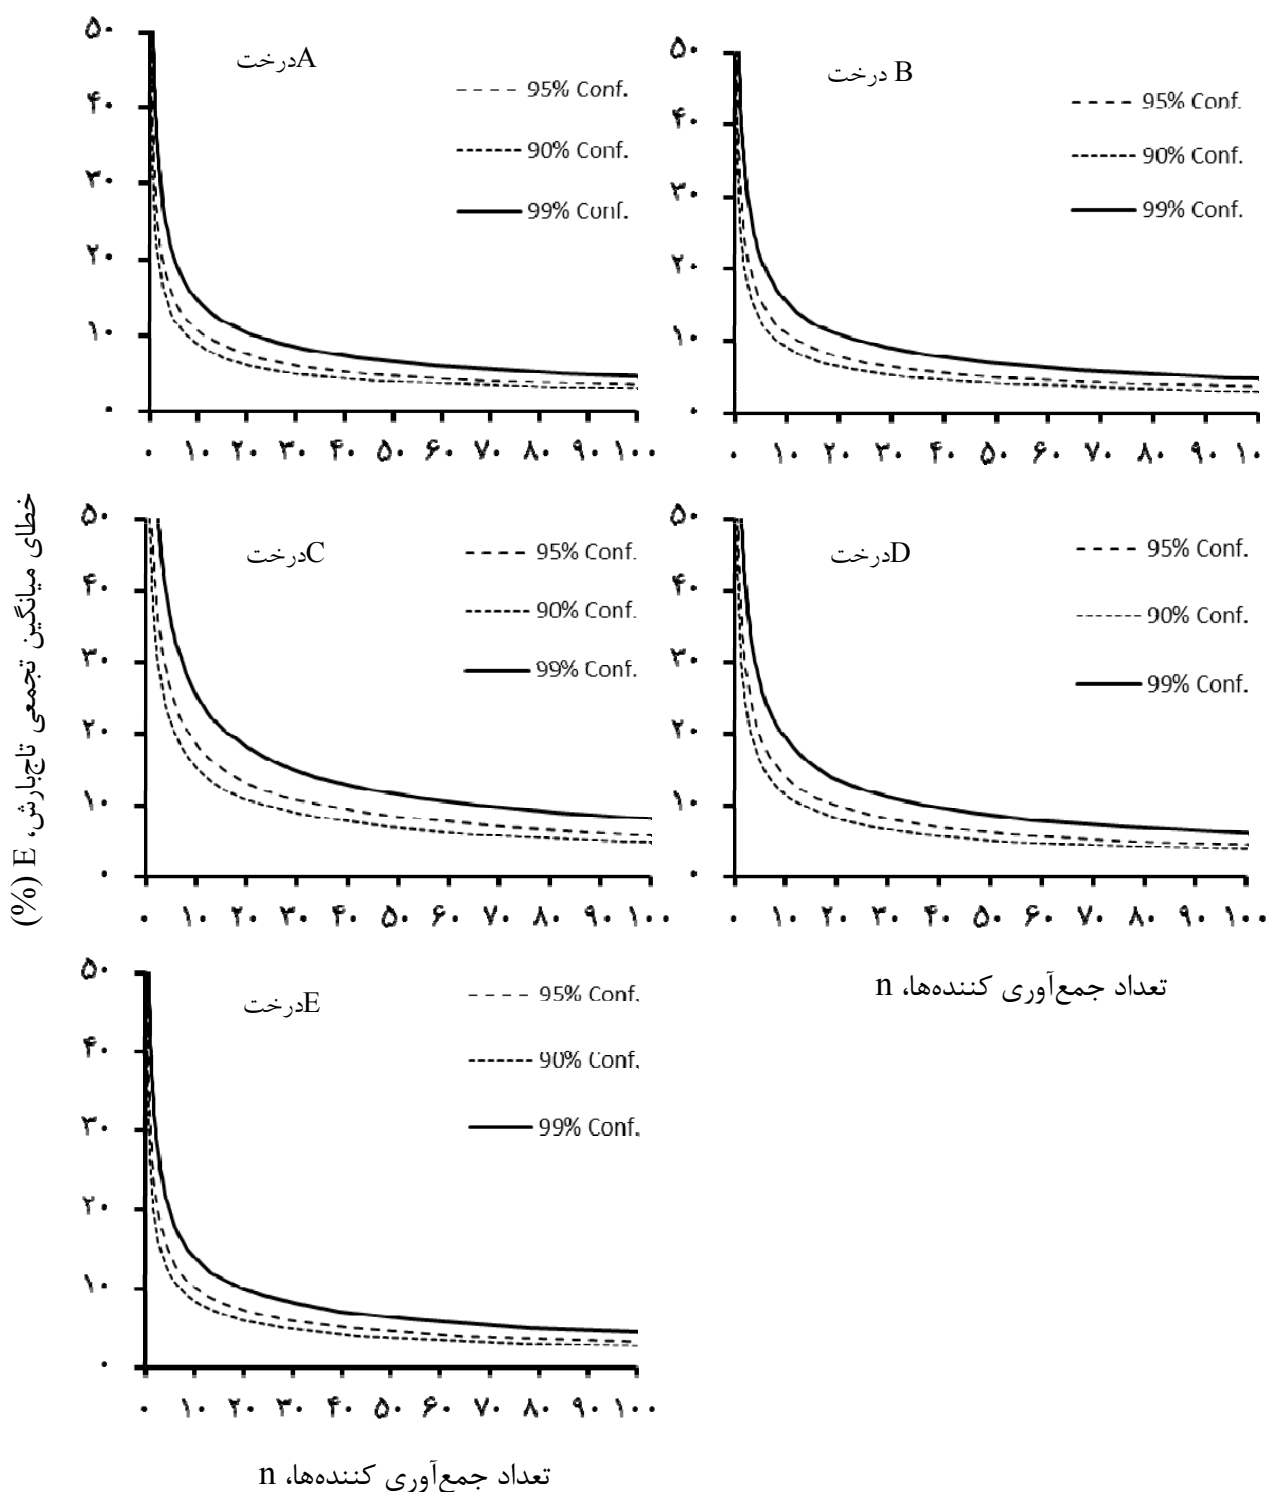 درخت A
۵۰
۴۰
۳۰
۲۰
۱۰
۰
95% Conf.
90% Conf.
99% Conf.
۰ ۱۰ ۲۰ ۳۰ ۴۰ ۵۰ ۶۰ ۷۰ ۸۰ ۹۰ ۱۰۰
درخت B
۵۰
۴۰
۳۰
۲۰
۱۰
۰
95% Conf.
90% Conf.
99% Conf.
۰ ۱۰ ۲۰ ۳۰ ۴۰ ۵۰ ۶۰ ۷۰ ۸۰ ۹۰ ۱۰
خطای میانگین تجمعی تاج‌بارش، E (%)
درخت C
۵۰
۴۰
۳۰
۲۰
۱۰
۰
95% Conf.
90% Conf.
99% Conf.
۰ ۱۰ ۲۰ ۳۰ ۴۰ ۵۰ ۶۰ ۷۰ ۸۰ ۹۰ ۱۰۰
درخت D
۵۰
۴۰
۳۰
۲۰
۱۰
۰
95% Conf.
90% Conf.
99% Conf.
۰ ۱۰ ۲۰ ۳۰ ۴۰ ۵۰ ۶۰ ۷۰ ۸۰ ۹۰ ۱۰۰
تعداد جمع‌آوری کننده‌ها، n
درخت E
۵۰
۴۰
۳۰
۲۰
۱۰
۰
95% Conf.
90% Conf.
99% Conf.
۰ ۱۰ ۲۰ ۳۰ ۴۰ ۵۰ ۶۰ ۷۰ ۸۰ ۹۰ ۱۰۰
تعداد جمع‌آوری کننده‌ها، n